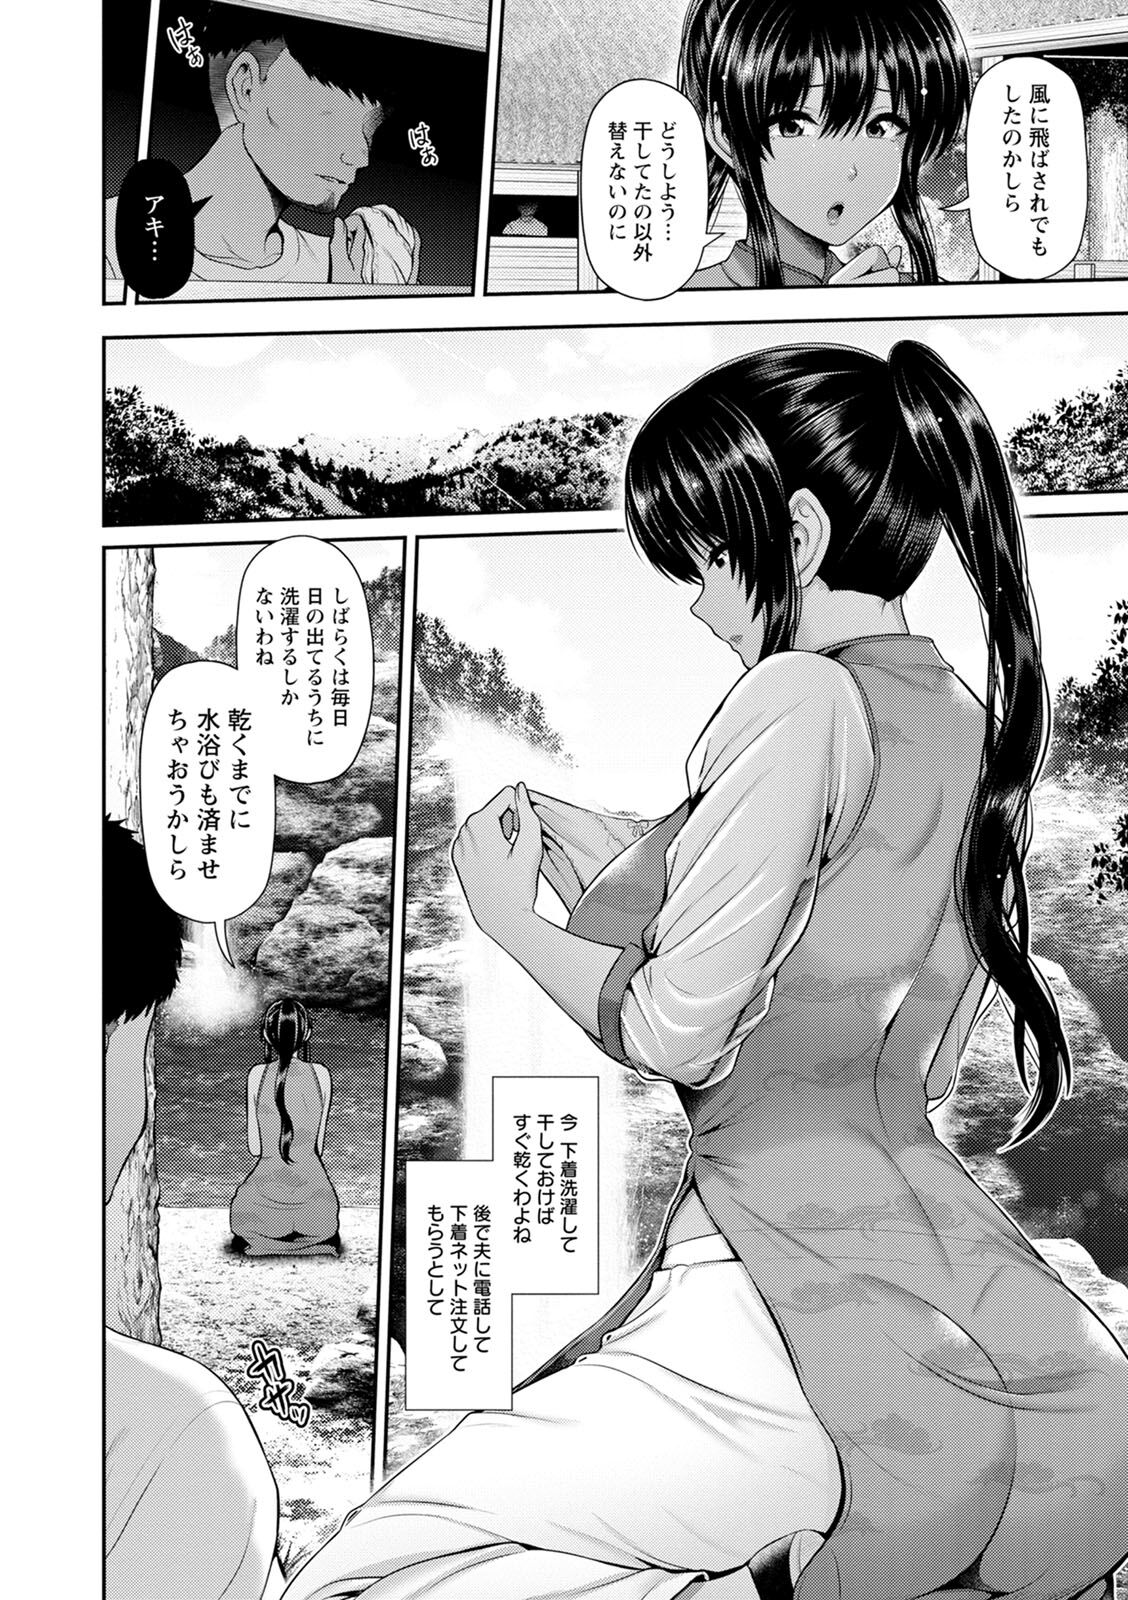 風に飛ばされでも
したのかしら
どうしよう…
干してたの以外
替えないのに
はぁ
はぁ
アキ…
今 下着洗濯して
干しておけば
すぐ乾くわよね
後で夫に電話して
下着ネット注文して
もらうとして
しばらくは毎日
日の出てるうちに
洗濯するしか
ないわね
乾くまでに
水浴びも済ませ
ちゃおうかしら
カサッ